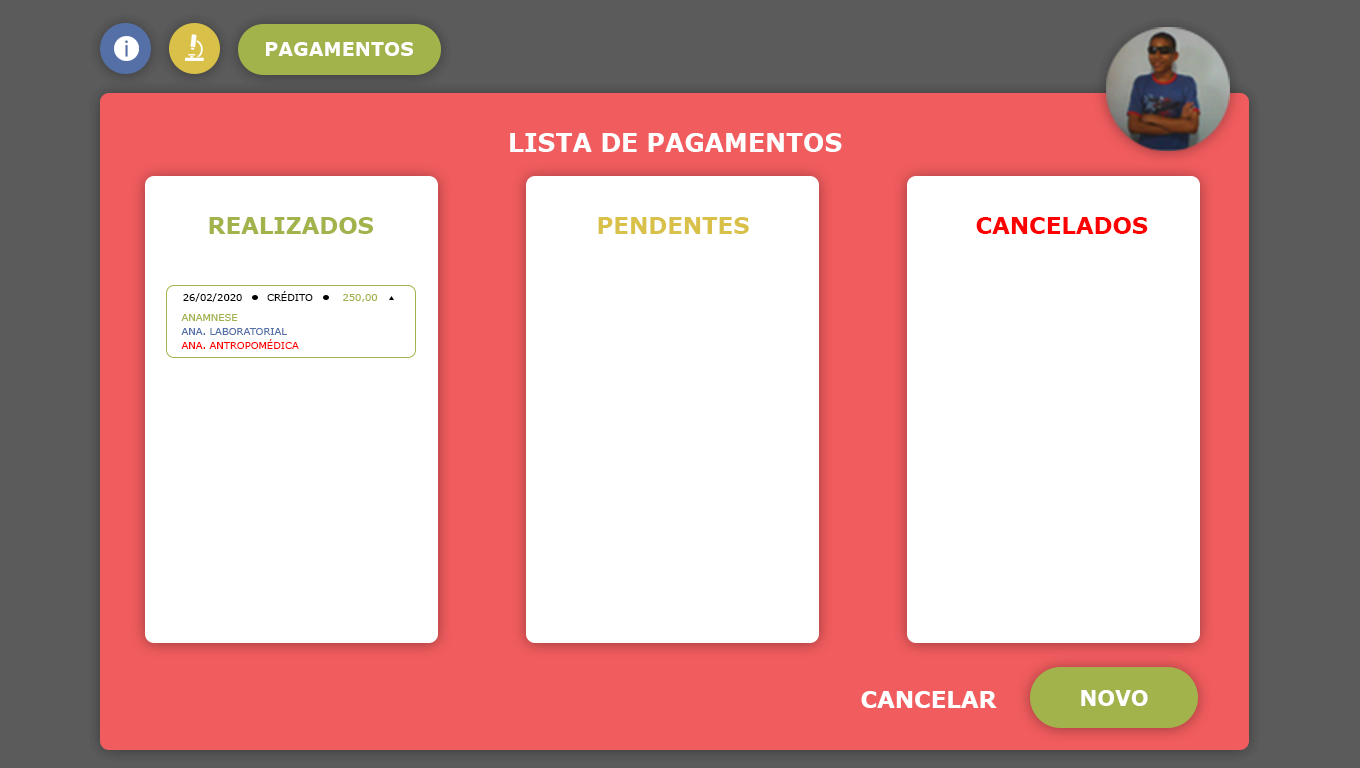 PAGAMENTOS
LISTA DE PAGAMENTOS
REALIZADOS
26/02/2020 ● CRÉDITO ● 250,00 ▲
ANAMNESE
ANA. LABORATORIAL
ANA. ANTROPOMÉDICA
PENDENTES
CANCELADOS
CANCELAR
NOVO